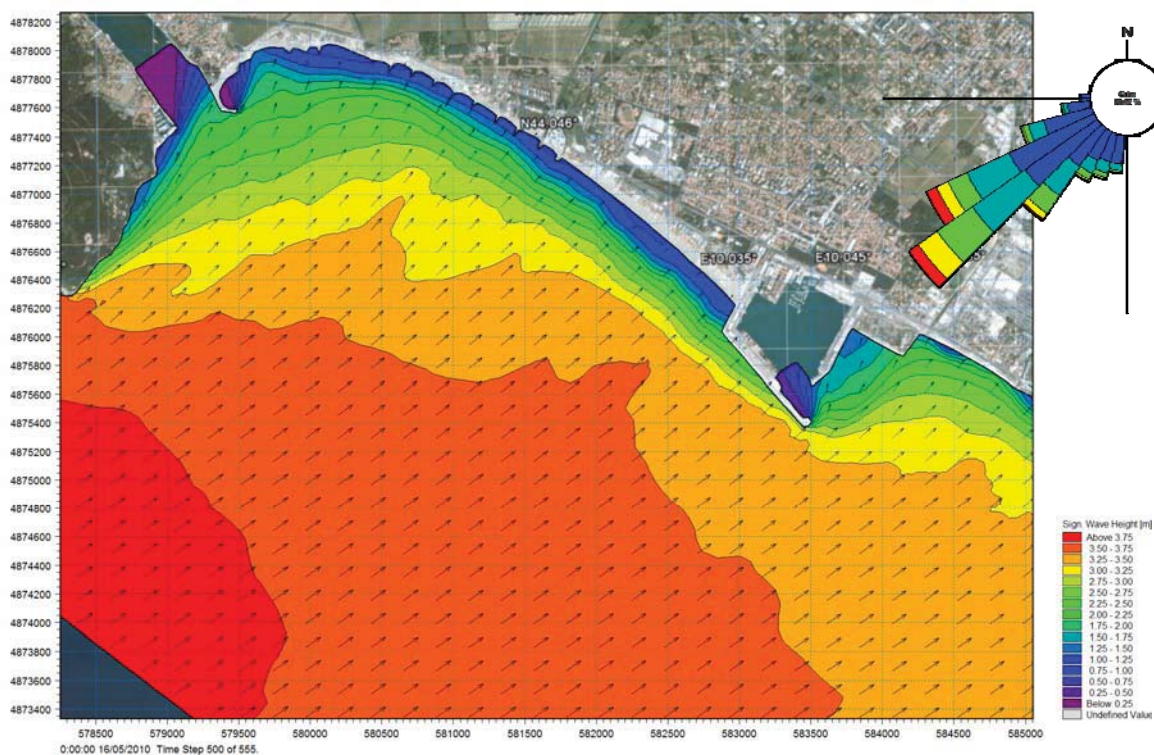 4878200
4878000
4877800
4877600
4877400
4877200
4877000
4876800
4876600
4876400
4876200
4876000
4875800
4875600
4875400
4875200
4875000
4874800
4874600
4874400
4874200
4874000
4873800
4873600
4873400
578500 579000 579500 580000 580500 581000 581500 582000 582500 583000 583500 584000 584500 585000
0:00:00 16/05/2010 Time Step 500 of 555.
N44.046°
E10.035°
E10.045°
N
Sign. Wave Height [m]
Above 3.75
3.50 - 3.75
3.25 - 3.50
3.00 - 3.25
2.75 - 3.00
2.50 - 2.75
2.25 - 2.50
2.00 - 2.25
1.75 - 2.00
1.50 - 1.75
1.25 - 1.50
1.00 - 1.25
0.75 - 1.00
0.50 - 0.75
0.25 - 0.50
Below 0.25
Undefined Value